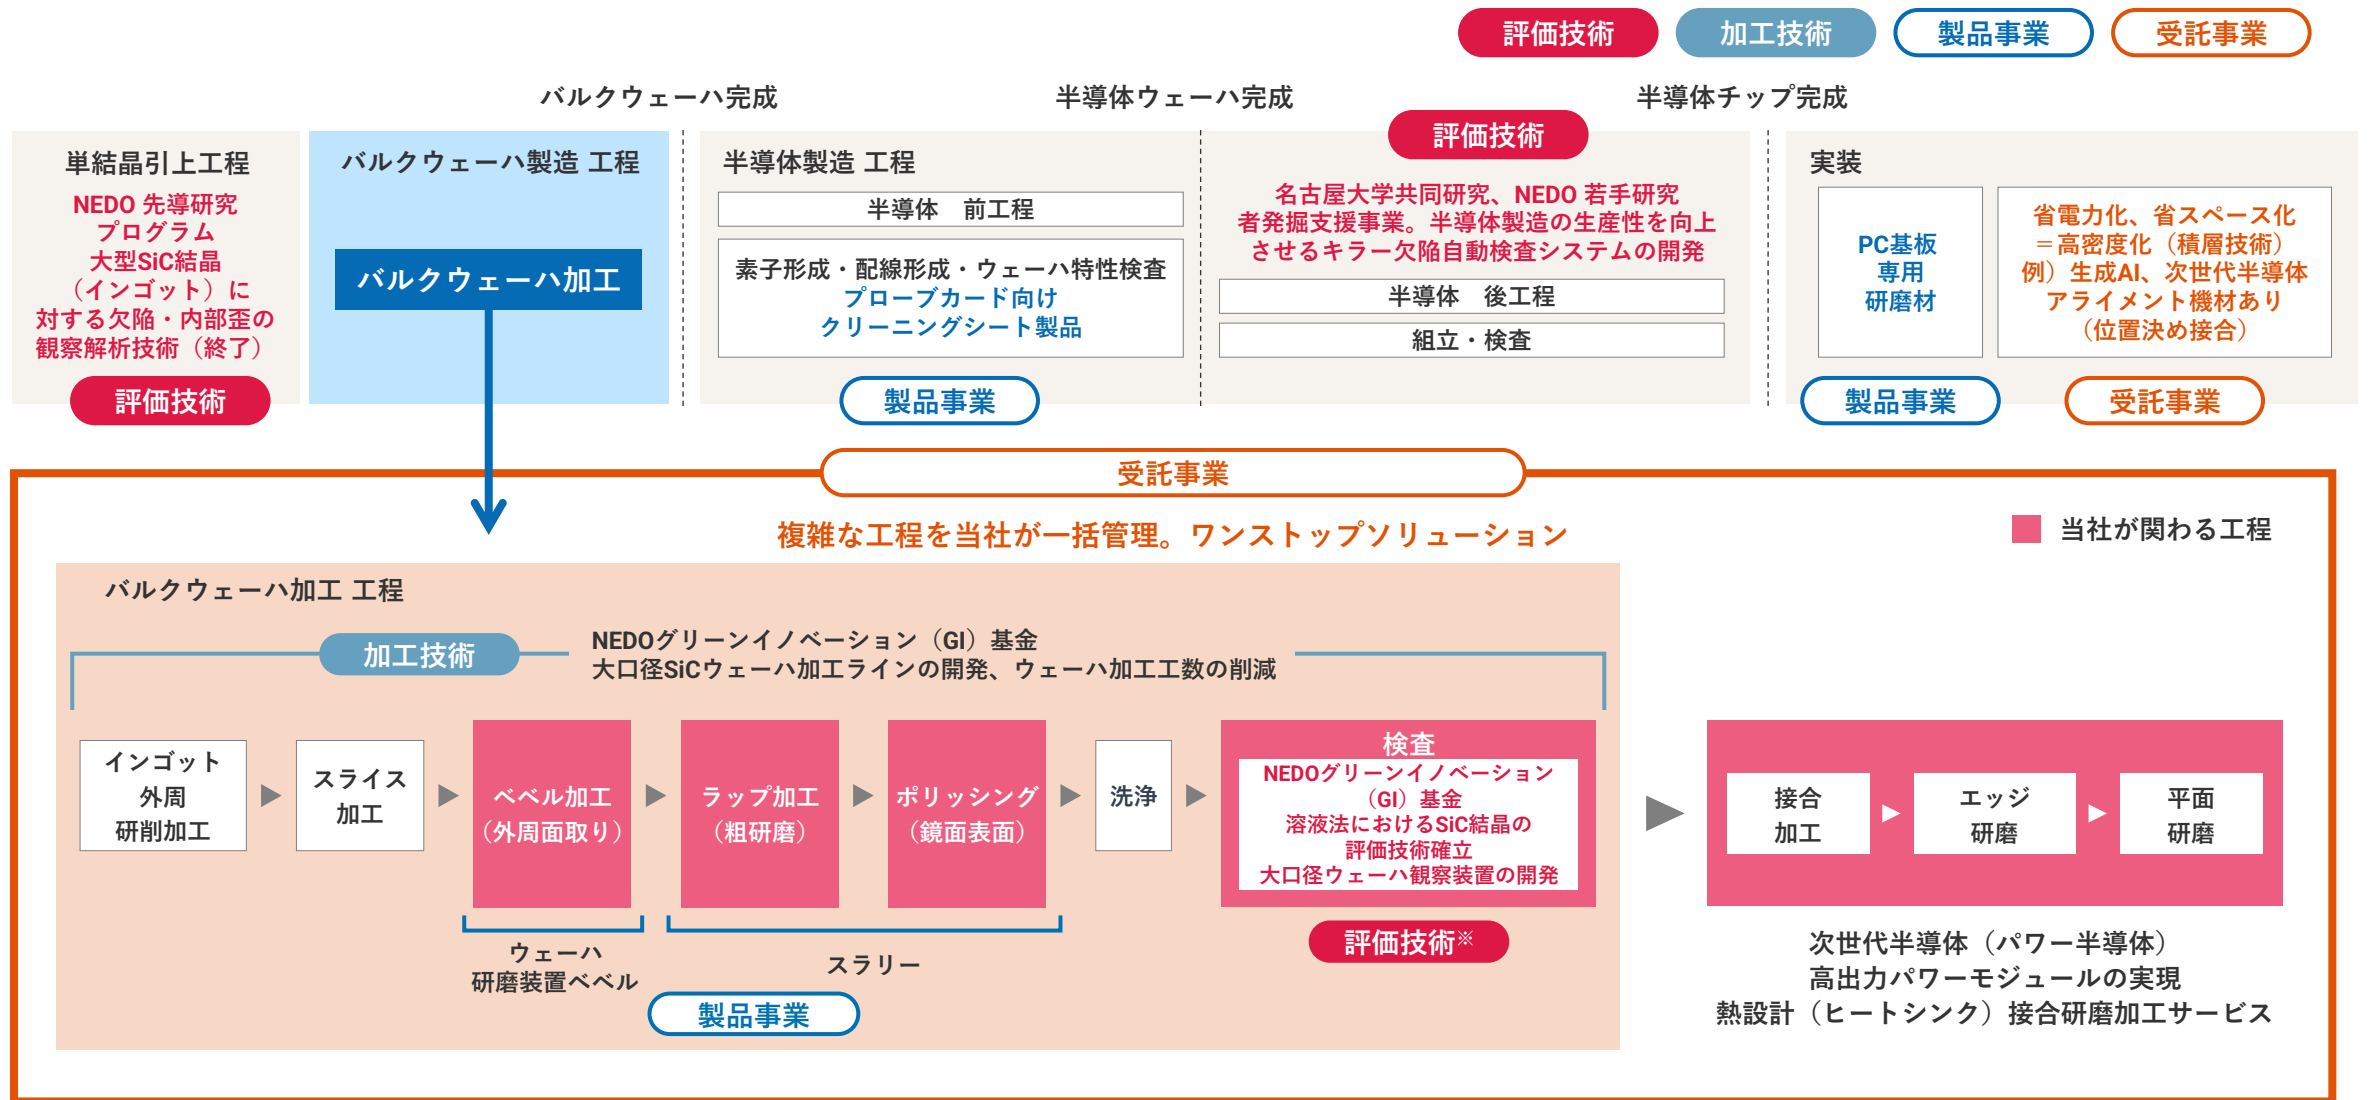 評価技術
加工技術
製品事業
受託事業
バルクウェーハ完成
半導体ウェーハ完成
半導体チップ完成
単結晶引上工程
NEDO 先導研究
プログラム
大型SiC結晶
（インゴット）に
対する欠陥・内部歪の
観察解析技術（終了）
評価技術
バルクウェーハ製造 工程
バルクウェーハ加工
半導体製造 工程
半導体　前工程
素子形成・配線形成・ウェーハ特性検査
プローブカード向け
クリーニングシート製品
製品事業
評価技術
名古屋大学共同研究、NEDO 若手研究
者発掘支援事業。半導体製造の生産性を向上
させるキラー欠陥自動検査システムの開発
半導体　後工程
組立・検査
実装
PC基板
専用
研磨材
製品事業
省電力化、省スペース化
＝高密度化（積層技術）
例）生成AI、次世代半導体
アライメント機材あり
（位置決め接合）
受託事業
受託事業
複雑な工程を当社が一括管理。ワンストップソリューション
当社が関わる工程
バルクウェーハ加工 工程
加工技術
NEDOグリーンイノベーション（GI）基金
大口径SiCウェーハ加工ラインの開発、ウェーハ加工工数の削減
インゴット
外周
研削加工
スライス
加工
ベベル加工
（外周面取り）
ラップ加工
（粗研磨）
ポリッシング
（鏡面表面）
洗浄
検査
NEDOグリーンイノベーション
（GI）基金
溶液法におけるSiC結晶の
評価技術確立
大口径ウェーハ観察装置の開発
評価技術※
ウェーハ
研磨装置ベベル
スラリー
製品事業
接合
加工
エッジ
研磨
平面
研磨
次世代半導体（パワー半導体）
高出力パワーモジュールの実現
熱設計（ヒートシンク）接合研磨加工サービス